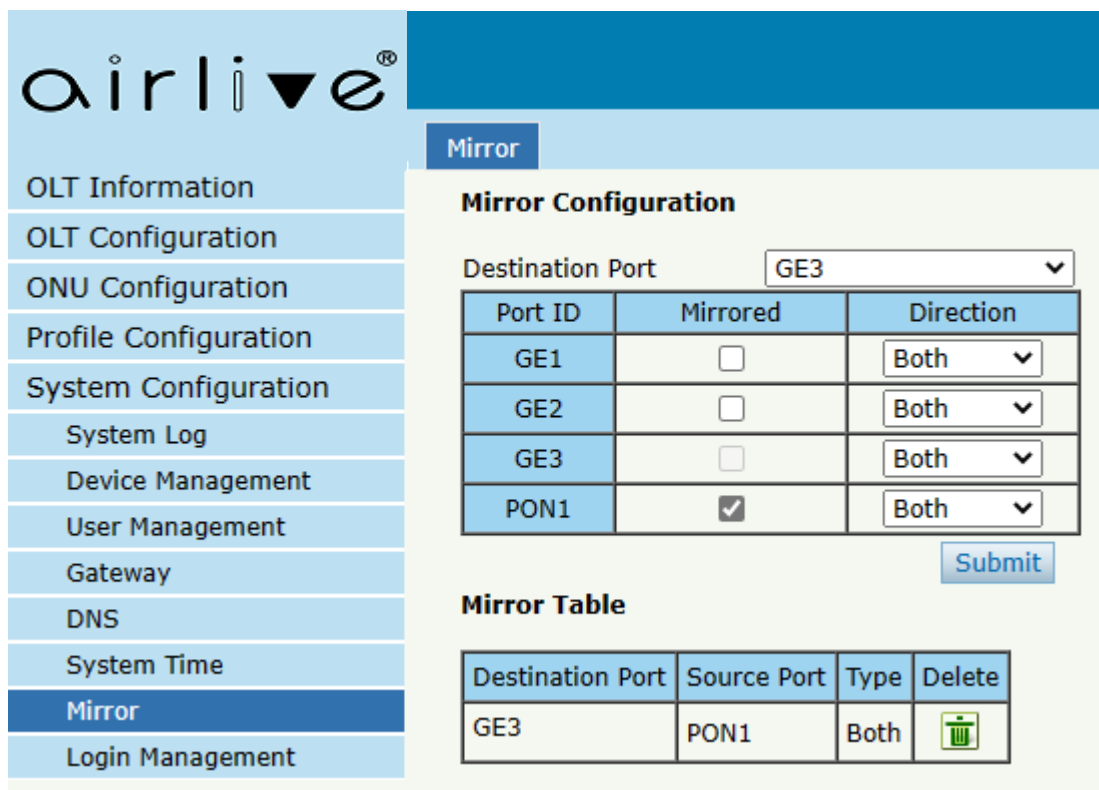 airlive®
Mirror
OLT Information
OLT Configuration
ONU Configuration
Profile Configuration
System Configuration
System Log
Device Management
User Management
Gateway
DNS
System Time
Mirror
Login Management
Mirror Configuration
Destination Port GE3
Port ID Mirrored Direction
GE1 Both
GE2 Both
GE3 Both
PON1 Both
Submit
Mirror Table
Destination Port Source Port Type Delete
GE3 PON1 Both